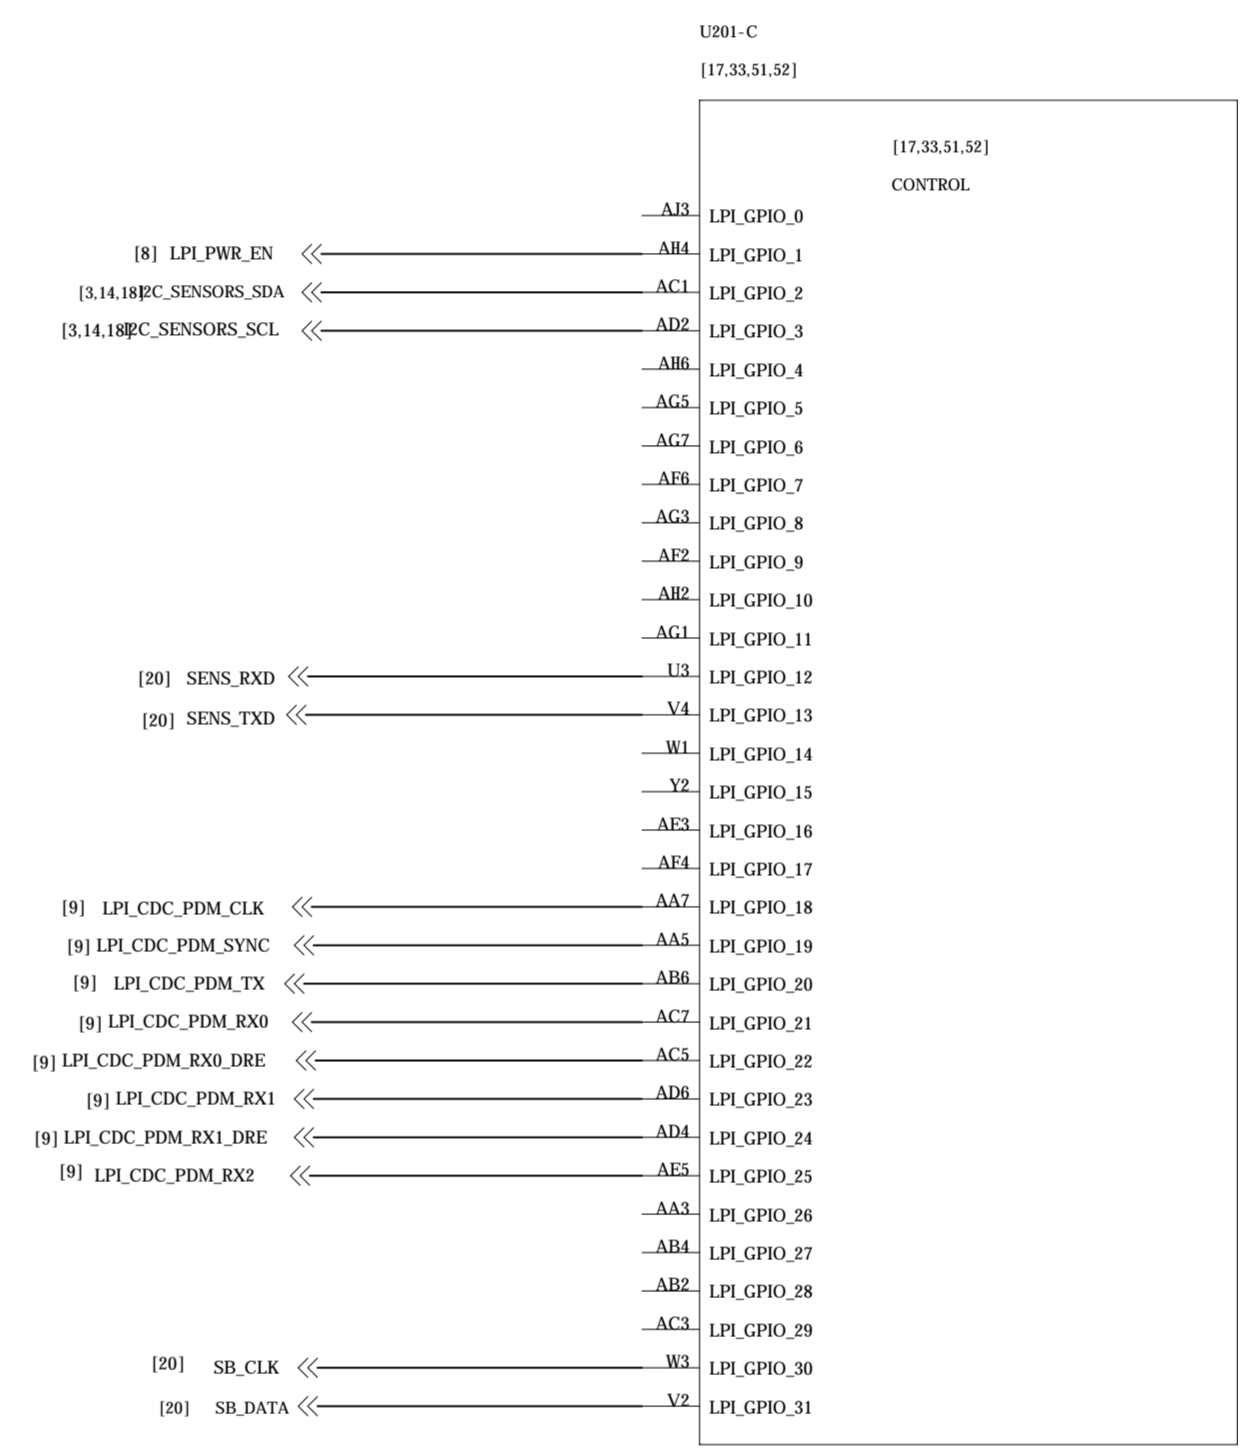 U201-C
[17,33,51,52]
[17,33,51,52]
CONTROL
AJ3 LPI_GPIO_0
[8] LPI_PWR_EN AH4 LPI_GPIO_1
[3,14,18]I2C_SENSORS_SDA AC1 LPI_GPIO_2
[3,14,18]I2C_SENSORS_SCL AD2 LPI_GPIO_3
AH6 LPI_GPIO_4
AG5 LPI_GPIO_5
AG7 LPI_GPIO_6
AF6 LPI_GPIO_7
AG3 LPI_GPIO_8
AF2 LPI_GPIO_9
AH2 LPI_GPIO_10
AG1 LPI_GPIO_11
[20] SENS_RXD U3 LPI_GPIO_12
[20] SENS_TXD V4 LPI_GPIO_13
W1 LPI_GPIO_14
Y2 LPI_GPIO_15
AE3 LPI_GPIO_16
AF4 LPI_GPIO_17
[9] LPI_CDC_PDM_CLK AA7 LPI_GPIO_18
[9] LPI_CDC_PDM_SYNC AA5 LPI_GPIO_19
[9] LPI_CDC_PDM_TX AB6 LPI_GPIO_20
[9] LPI_CDC_PDM_RX0 AC7 LPI_GPIO_21
[9] LPI_CDC_PDM_RX0_DRE AC5 LPI_GPIO_22
[9] LPI_CDC_PDM_RX1 AD6 LPI_GPIO_23
[9] LPI_CDC_PDM_RX1_DRE AD4 LPI_GPIO_24
[9] LPI_CDC_PDM_RX2 AE5 LPI_GPIO_25
AA3 LPI_GPIO_26
AB4 LPI_GPIO_27
AB2 LPI_GPIO_28
AC3 LPI_GPIO_29
[20] SB_CLK W3 LPI_GPIO_30
[20] SB_DATA V2 LPI_GPIO_31